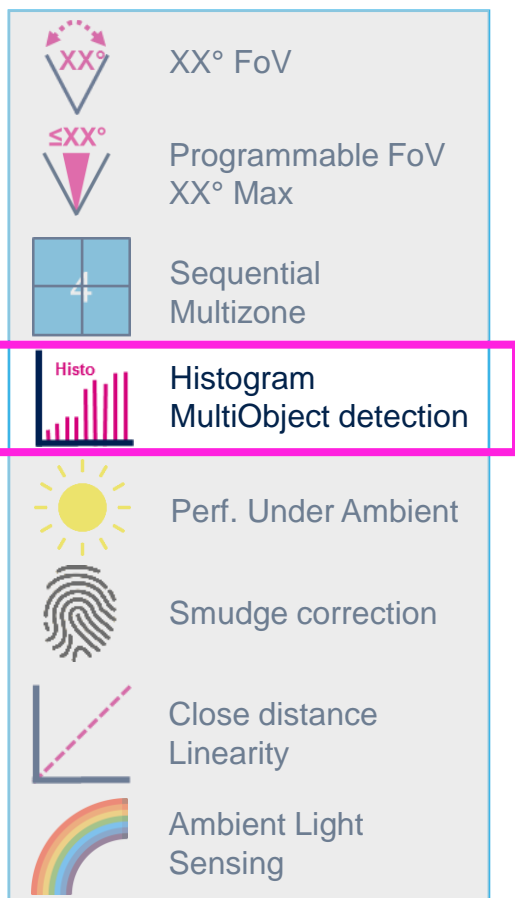 XX°
XX° FoV
≤XX°
Programmable FoV
XX° Max
4
Sequential
Multizone
Histo
Histogram
MultiObject detection
Perf. Under Ambient
Smudge correction
Close distance
Linearity
Ambient Light
Sensing